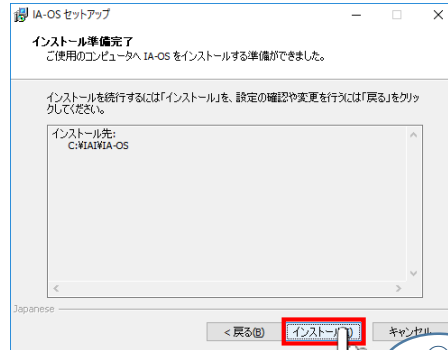 IA-OS セットアップ
インストール準備完了
ご使用のコンピュータへ IA-OS をインストールする準備ができました。
インストールを続行するには「インストール」を、設定の確認や変更を行うには「戻る」をクリッ
クしてください。
インストール先:
C:¥IAI¥IA-OS
Japanese
< 戻る(B)
インストール(I)
キャンセル